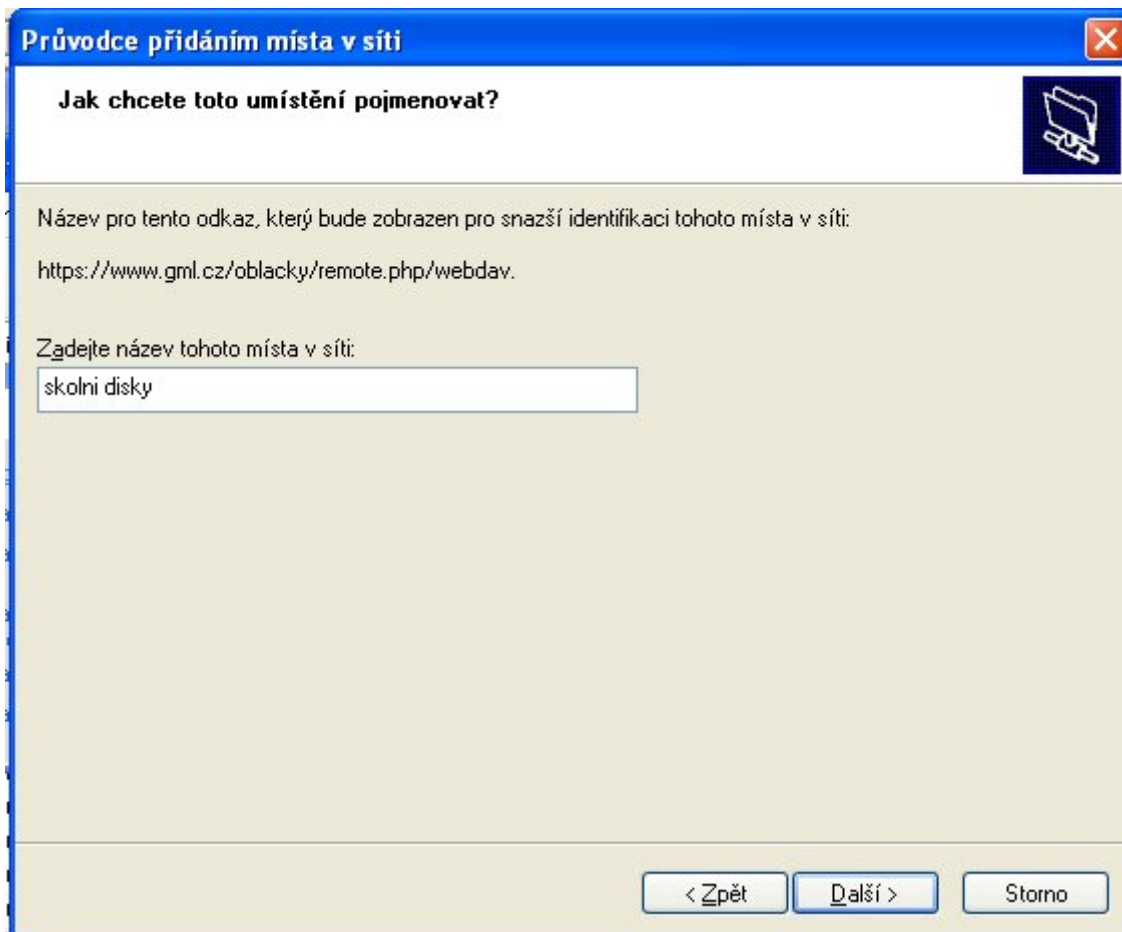 Průvodce přidáním místa v síti
Jak chcete toto umístění pojmenovat?
Název pro tento odkaz, který bude zobrazen pro snazší identifikaci tohoto místa v síti:
https://www.gml.cz/oblacky/remote.php/webdav.
Zadejte název tohoto místa v síti:
skolni disky
< Zpět
Další >
Storno